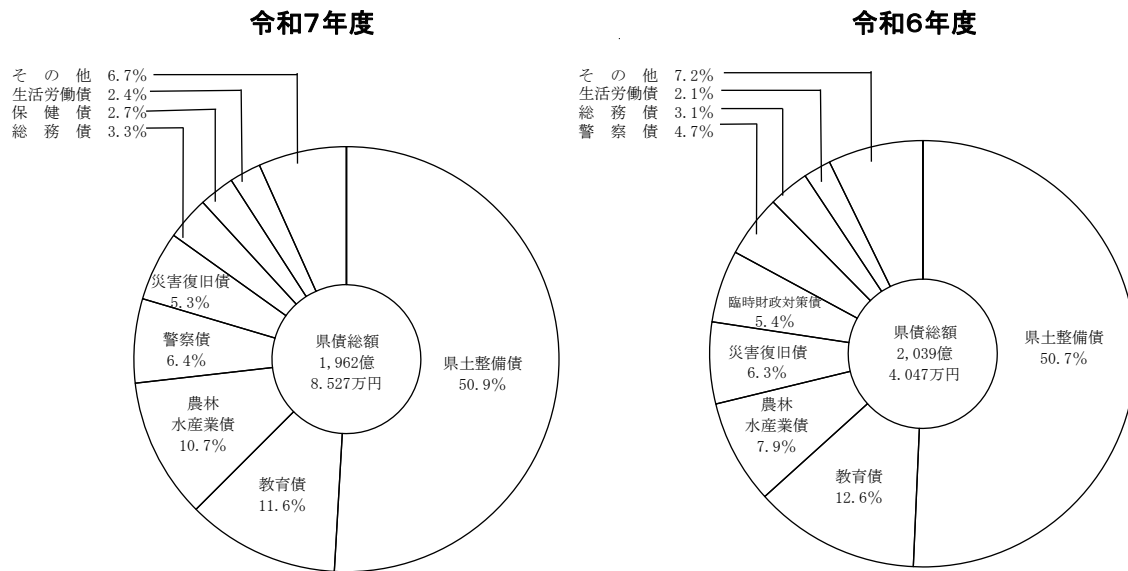 令和7年度
そ の 他 6.7%
生活労働債 2.4%
保 健 債 2.7%
総 務 債 3.3%
災害復旧債
5.3%
警察債
6.4%
農林
水産業債
10.7%
教育債
11.6%
県土整備債
50.9%
県債総額
1,962億
8.527万円
令和6年度
そ の 他 7.2%
生活労働債 2.1%
総 務 債 3.1%
警 察 債 4.7%
臨時財政対策債
5.4%
災害復旧債
6.3%
農林
水産業債
7.9%
教育債
12.6%
県土整備債
50.7%
県債総額
2,039億
4.047万円